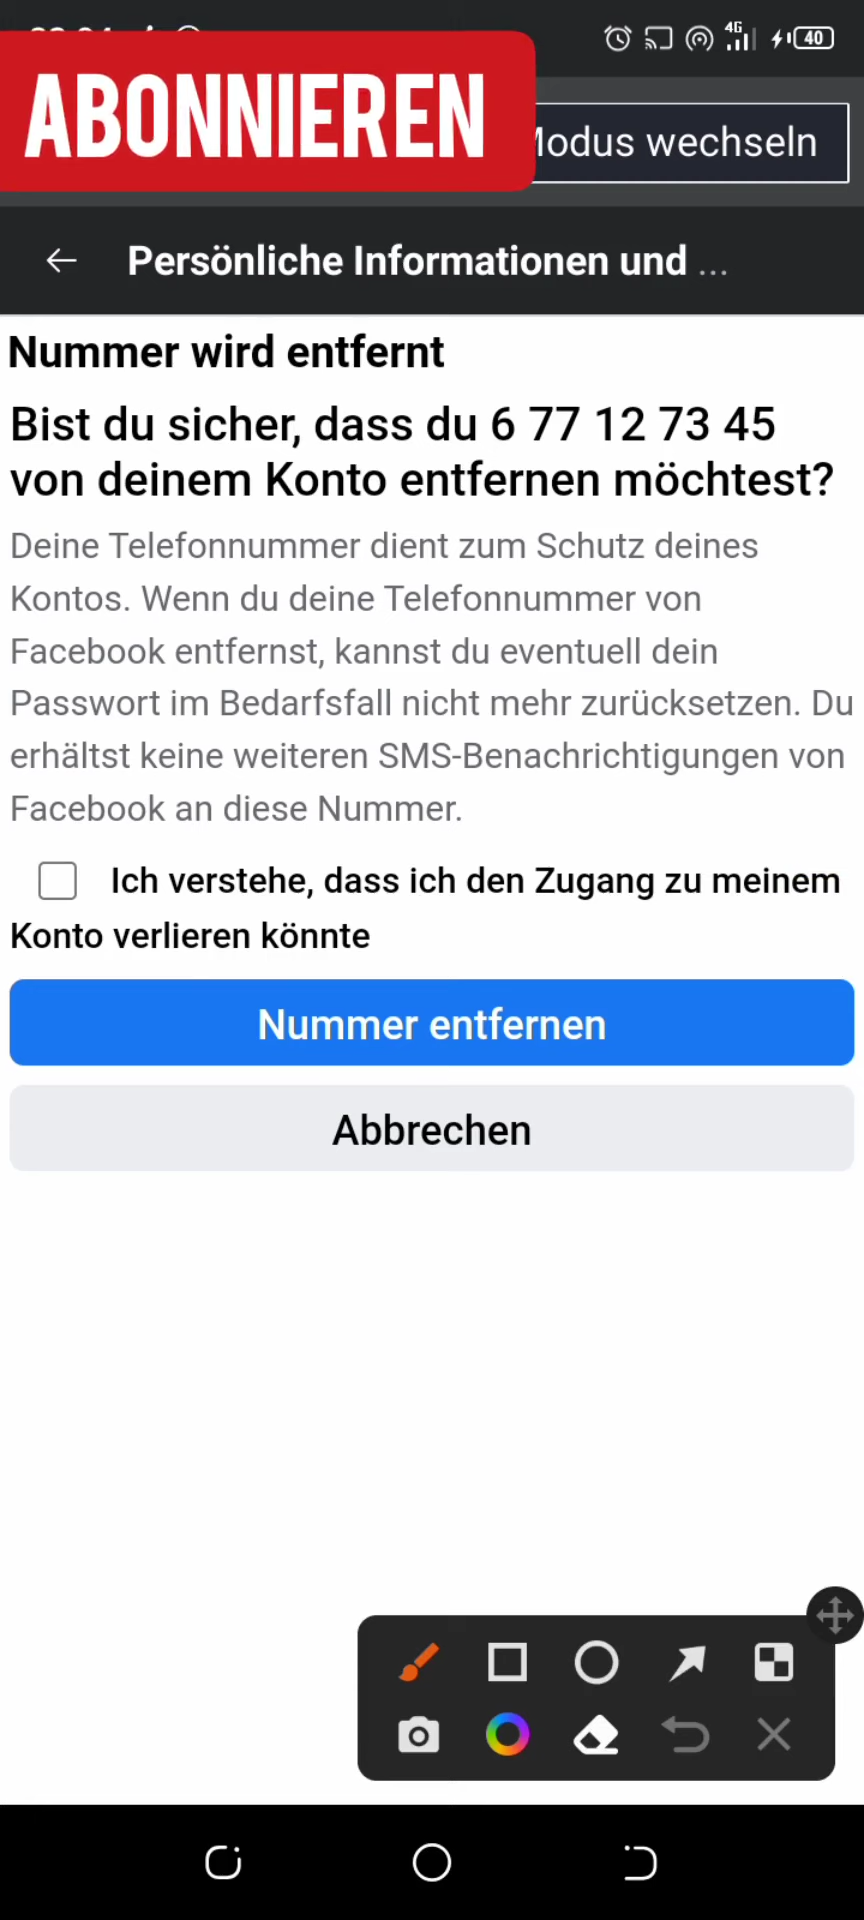 ABONNIEREN
Modus wechseln
4G
40
Persönliche Informationen und ...
Nummer wird entfernt
Bist du sicher, dass du 6 77 12 73 45
von deinem Konto entfernen möchtest?
Deine Telefonnummer dient zum Schutz deines
Kontos. Wenn du deine Telefonnummer von
Facebook entfernst, kannst du eventuell dein
Passwort im Bedarfsfall nicht mehr zurücksetzen. Du
erhältst keine weiteren SMS-Benachrichtigungen von
Facebook an diese Nummer.
Ich verstehe, dass ich den Zugang zu meinem
Konto verlieren könnte
Nummer entfernen
Abbrechen